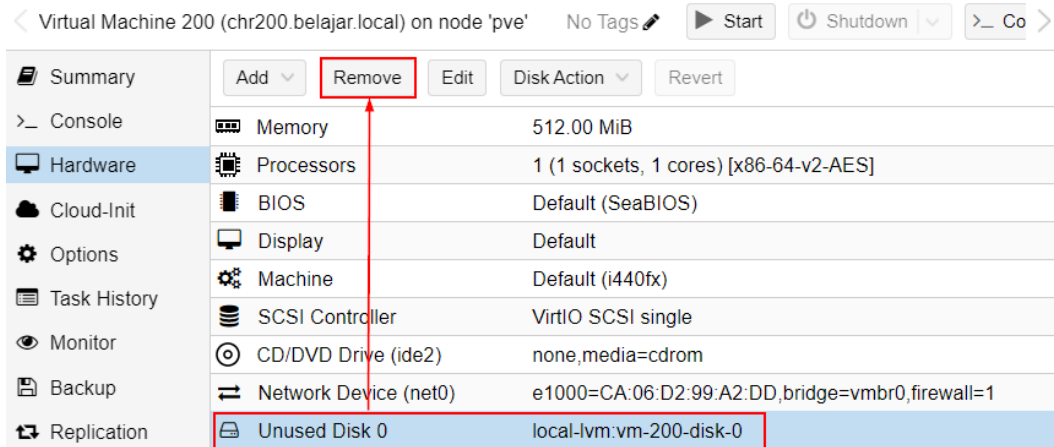 Virtual Machine 200 (chr200.belajar.local) on node 'pve' No Tags Start Shutdown >_ Co
Summary
Console
Hardware
Cloud-Init
Options
Task History
Monitor
Backup
Replication
Add Remove Edit Disk Action Revert
Memory 512.00 MiB
Processors 1 (1 sockets, 1 cores) [x86-64-v2-AES]
BIOS Default (SeaBIOS)
Display Default
Machine Default (i440fx)
SCSI Controller VirtIO SCSI single
CD/DVD Drive (ide2) none,media=cdrom
Network Device (net0) e1000=CA:06:D2:99:A2:DD,bridge=vmbr0,firewall=1
Unused Disk 0 local-lvm:vm-200-disk-0